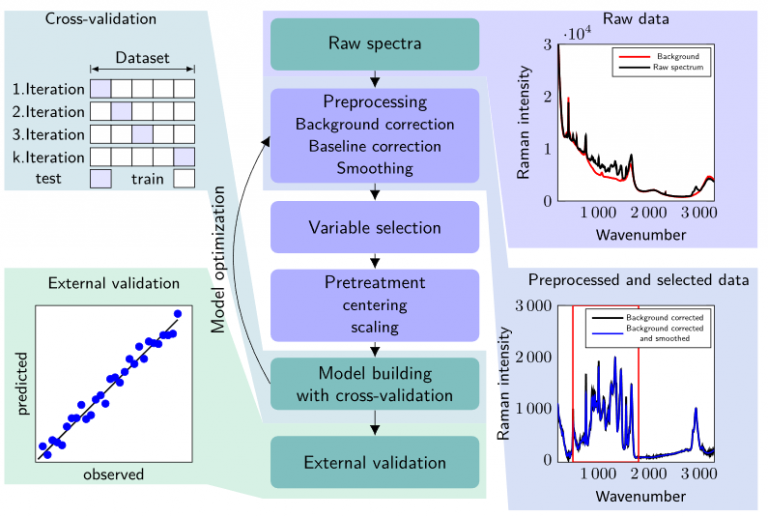 Cross-validation
Dataset
1.Iteration
2.Iteration
3.Iteration
k.Iteration
test train
Raw spectra
Preprocessing
Background correction
Baseline correction
Smoothing
Variable selection
Pretreatment
centering
scaling
Model building
with cross-validation
External validation
Model optimization
Raw data
·10⁴
Background
Raw spectrum
3
2
1
0
Raman intensity
1 000 2 000 3 000
Wavenumber
External validation
predicted
observed
Preprocessed and selected data
Background corrected
Background corrected
and smoothed
3 000
2 000
1 000
0
Raman intensity
1 000 2 000 3 000
Wavenumber